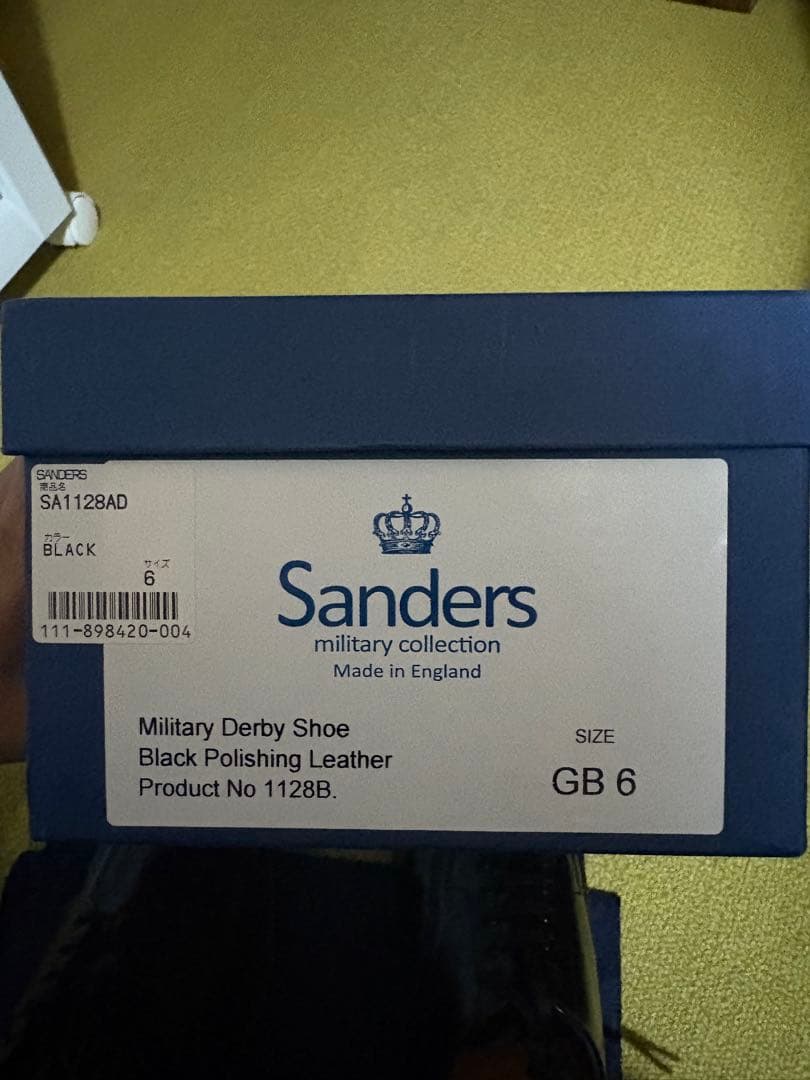 SANDERS
商品名
SA1128AD
カラー
BLACK
サイズ
6
111-898420-004
Sanders
military collection
Made in England
Military Derby Shoe
Black Polishing Leather
Product No 1128B.
SIZE
GB 6